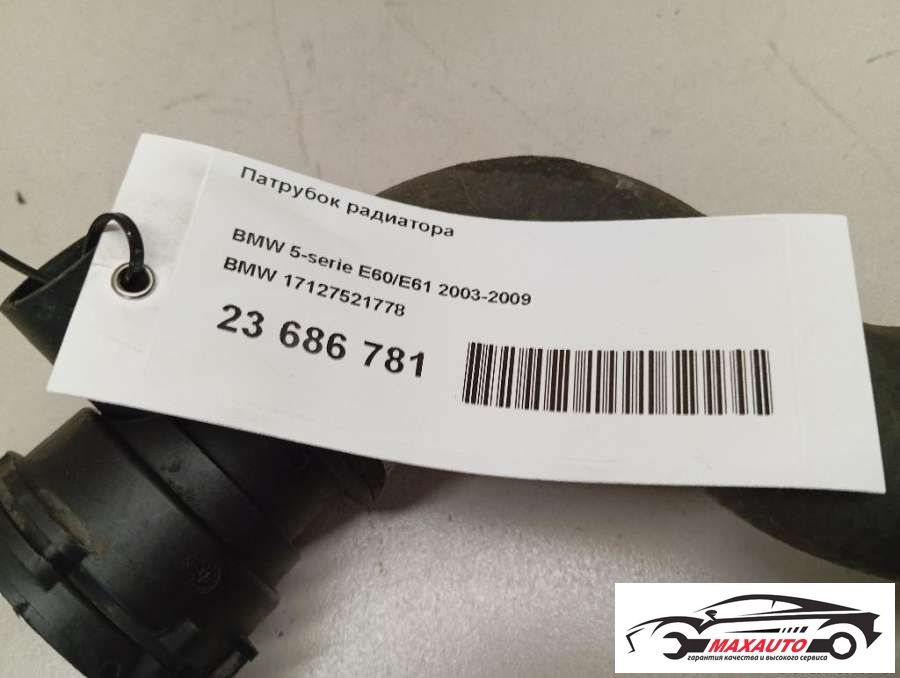 Патрубок радиатора
BMW 5-serie E60/E61 2003-2009
BMW 17127521778
23 686 781
MAXAUTO
гарантия качества и высокого сервиса